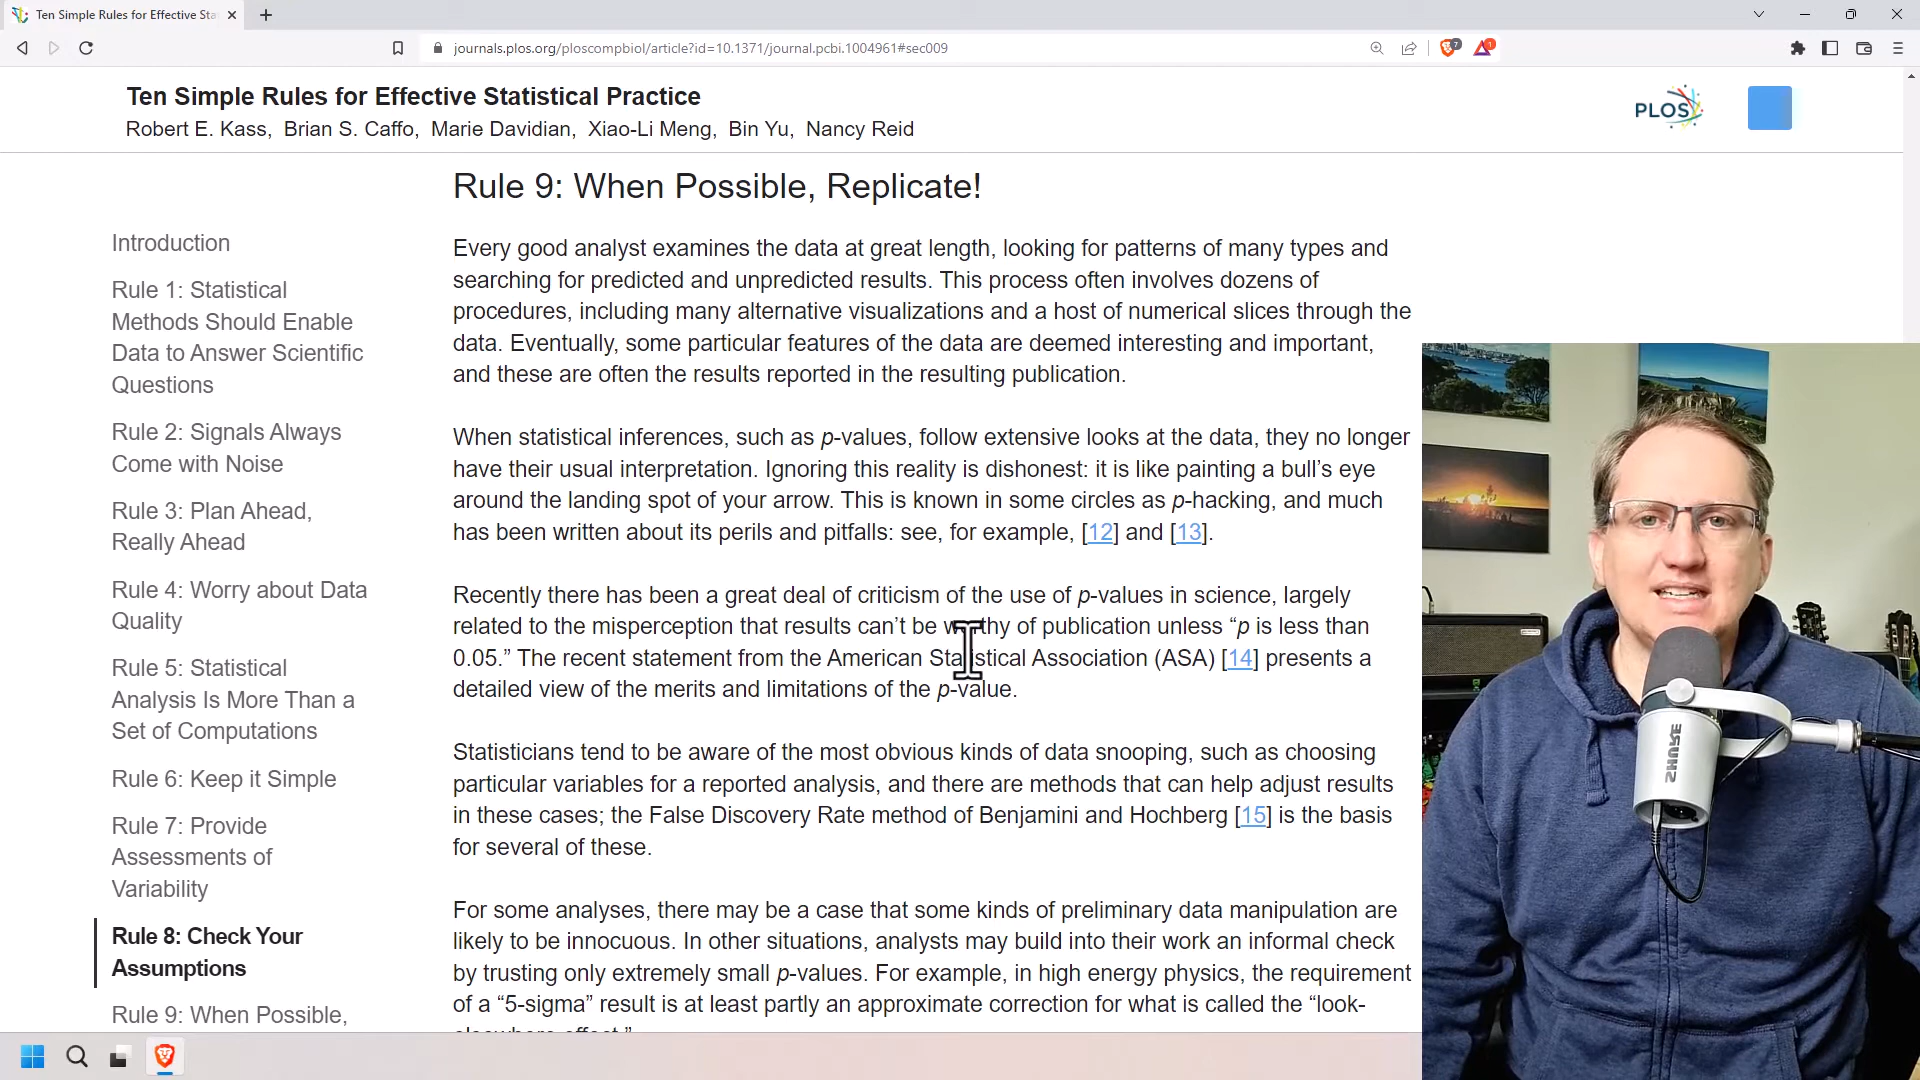 Ten Simple Rules for Effective Sta
journals.plos.org/ploscompbiol/article?id=10.1371/journal.pcbi.1004961#sec009
7
1
Ten Simple Rules for Effective Statistical Practice
Robert E. Kass, Brian S. Caffo, Marie Davidian, Xiao-Li Meng, Bin Yu, Nancy Reid
PLOS
Introduction
Rule 1: Statistical
Methods Should Enable
Data to Answer Scientific
Questions
Rule 2: Signals Always
Come with Noise
Rule 3: Plan Ahead,
Really Ahead
Rule 4: Worry about Data
Quality
Rule 5: Statistical
Analysis Is More Than a
Set of Computations
Rule 6: Keep it Simple
Rule 7: Provide
Assessments of
Variability
Rule 8: Check Your
Assumptions
Rule 9: When Possible,
Rule 9: When Possible, Replicate!
Every good analyst examines the data at great length, looking for patterns of many types and
searching for predicted and unpredicted results. This process often involves dozens of
procedures, including many alternative visualizations and a host of numerical slices through the
data. Eventually, some particular features of the data are deemed interesting and important,
and these are often the results reported in the resulting publication.
When statistical inferences, such as p-values, follow extensive looks at the data, they no longer
have their usual interpretation. Ignoring this reality is dishonest: it is like painting a bull’s eye
around the landing spot of your arrow. This is known in some circles as p-hacking, and much
has been written about its perils and pitfalls: see, for example, [12] and [13].
Recently there has been a great deal of criticism of the use of p-values in science, largely
related to the misperception that results can’t be worthy of publication unless “p is less than
0.05.” The recent statement from the American Statistical Association (ASA) [14] presents a
detailed view of the merits and limitations of the p-value.
Statisticians tend to be aware of the most obvious kinds of data snooping, such as choosing
particular variables for a reported analysis, and there are methods that can help adjust results
in these cases; the False Discovery Rate method of Benjamini and Hochberg [15] is the basis
for several of these.
For some analyses, there may be a case that some kinds of preliminary data manipulation are
likely to be innocuous. In other situations, analysts may build into their work an informal check
by trusting only extremely small p-values. For example, in high energy physics, the requirement
of a “5-sigma” result is at least partly an approximate correction for what is called the “look-
elsewhere effect.”
SHURE